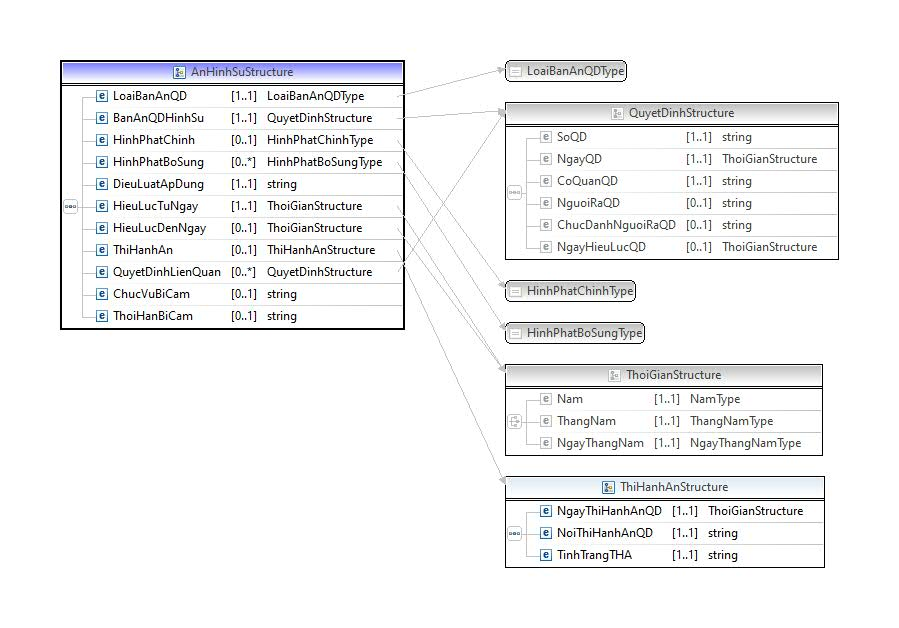 AnHinhSuStructure
LoaiBanAnQD [1..1] LoaiBanAnQDType
BanAnQDHinhSu [1..1] QuyetDinhStructure
HinhPhatChinh [0..1] HinhPhatChinhType
HinhPhatBoSung [0..*] HinhPhatBoSungType
DieuLuatApDung [1..1] string
HieuLucTuNgay [1..1] ThoiGianStructure
HieuLucDenNgay [0..1] ThoiGianStructure
ThiHanhAn [0..1] ThiHanhAnStructure
QuyetDinhLienQuan [0..*] QuyetDinhStructure
ChucVuBiCam [0..1] string
ThoiHanBiCam [0..1] string
LoaiBanAnQDType
QuyetDinhStructure
SoQD [1..1] string
NgayQD [1..1] ThoiGianStructure
CoQuanQD [1..1] string
NguoiRaQD [0..1] string
ChucDanhNguoiRaQD [0..1] string
NgayHieuLucQD [0..1] ThoiGianStructure
HinhPhatChinhType
HinhPhatBoSungType
ThoiGianStructure
Nam [1..1] NamType
ThangNam [1..1] ThangNamType
NgayThangNam [1..1] NgayThangNamType
ThiHanhAnStructure
NgayThiHanhAnQD [1..1] ThoiGianStructure
NoiThiHanhAnQD [1..1] string
TinhTrangTHA [1..1] string